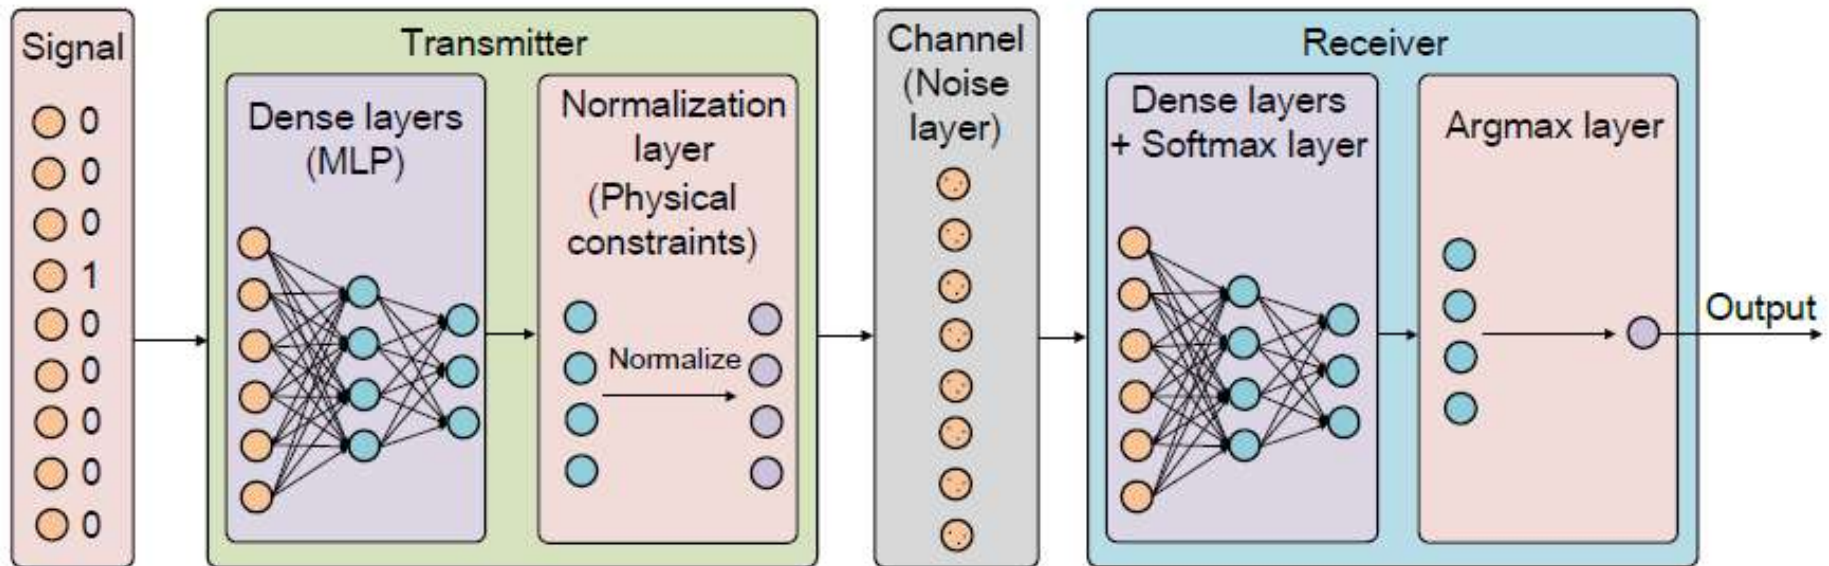 Signal
0
0
0
1
0
0
0
0
0
Transmitter
Dense layers
(MLP)
Normalization
layer
(Physical
constraints)
Normalize
Channel
(Noise
layer)
Receiver
Dense layers
+ Softmax layer
Argmax layer
Output